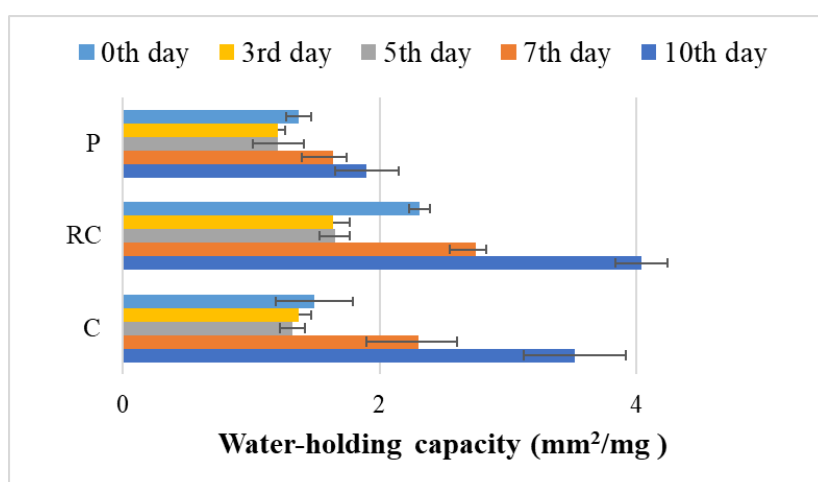 0th day 3rd day 5th day 7th day 10th day
P
RC
C
0 2 4
Water-holding capacity (mm²/mg )